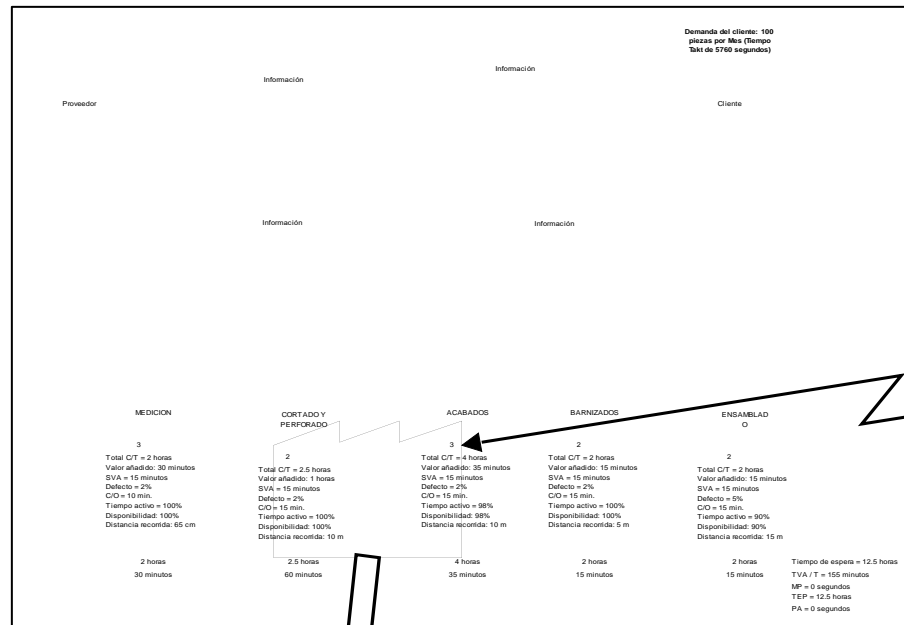 Demanda del cliente: 100
piezas por Mes (Tiempo
Takt de 5760 segundos)
Información
Información
Proveedor
Cliente
Información
Información
MEDICION
3
Total C/T = 2 horas
Valor añadido: 30 minutos
SVA = 15 minutos
Defecto = 2%
C/O = 10 min.
Tiempo activo = 100%
Disponibilidad: 100%
Distancia recorrida: 65 cm
CORTADO Y
PERFORADO
2
Total C/T = 2.5 horas
Valor añadido: 1 horas
SVA = 15 minutos
Defecto = 2%
C/O = 15 min.
Tiempo activo = 100%
Disponibilidad: 100%
Distancia recorrida: 10 m
ACABADOS
3
Total C/T = 4 horas
Valor añadido: 35 minutos
SVA = 15 minutos
Defecto = 2%
C/O = 15 min.
Tiempo activo = 98%
Disponibilidad: 98%
Distancia recorrida: 10 m
BARNIZADOS
2
Total C/T = 2 horas
Valor añadido: 15 minutos
SVA = 15 minutos
Defecto = 2%
C/O = 15 min.
Tiempo activo = 100%
Disponibilidad: 100%
Distancia recorrida: 5 m
ENSAMBLAD
O
2
Total C/T = 2 horas
Valor añadido: 15 minutos
SVA = 15 minutos
Defecto = 5%
C/O = 15 min.
Tiempo activo = 90%
Disponibilidad: 90%
Distancia recorrida: 15 m
2 horas
30 minutos
2.5 horas
60 minutos
4 horas
35 minutos
2 horas
15 minutos
2 horas
15 minutos
Tiempo de espera = 12.5 horas
TVA / T = 155 minutos
MP = 0 segundos
TEP = 12.5 horas
PA = 0 segundos